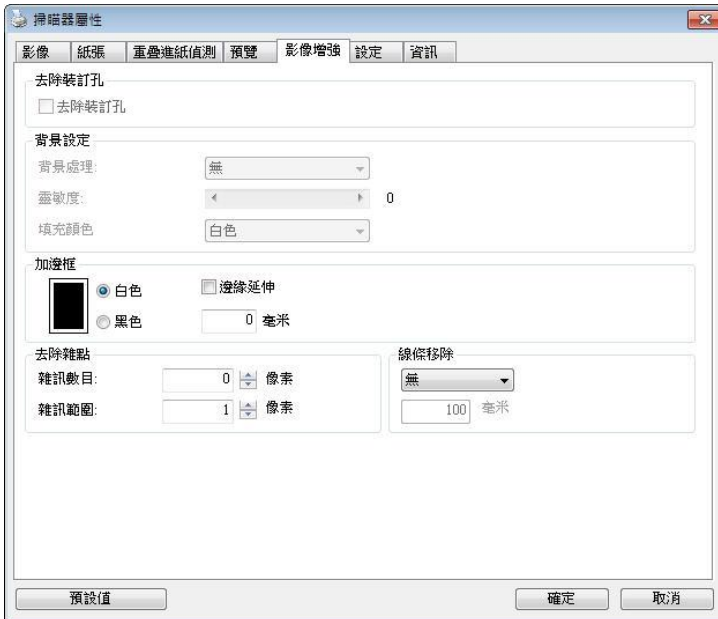 掃瞄器屬性
影像 紙張 重疊進紙偵測 預覽 影像增強 設定 資訊
去除裝訂孔
去除裝訂孔
背景設定
背景處理: 無
靈敏度: 0
填充顏色 白色
加邊框
白色 邊緣延伸
黑色 0 毫米
去除雜點 線條移除
雜訊數目: 0 像素 無
雜訊範圍: 1 像素 100 毫米
預設值 確定 取消